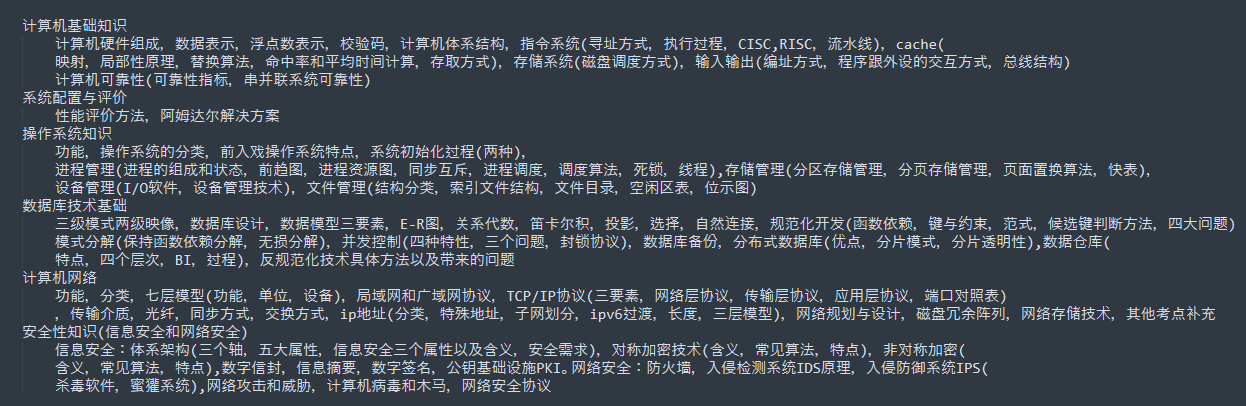 计算机基础知识
计算机硬件组成, 数据表示, 浮点数表示, 校验码, 计算机体系结构, 指令系统(寻址方式, 执行过程, CISC,RISC, 流水线), cache(
映射, 局部性原理, 替换算法, 命中率和平均时间计算, 存取方式), 存储系统(磁盘调度方式), 输入输出(编址方式, 程序跟外设的交互方式, 总线结构)
计算机可靠性(可靠性指标, 串并联系统可靠性)
系统配置与评价
性能评价方法, 阿姆达尔解决方案
操作系统知识
功能, 操作系统的分类, 前入戏操作系统特点, 系统初始化过程(两种),
进程管理(进程的组成和状态, 前趋图, 进程资源图, 同步互斥, 进程调度, 调度算法, 死锁, 线程),存储管理(分区存储管理, 分页存储管理, 页面置换算法, 快表),
设备管理(I/O软件, 设备管理技术), 文件管理(结构分类, 索引文件结构, 文件目录, 空闲区表, 位示图)
数据库技术基础
三级模式两级映像, 数据库设计, 数据模型三要素, E-R图, 关系代数, 笛卡尔积, 投影, 选择, 自然连接, 规范化开发(函数依赖, 键与约束, 范式, 候选键判断方法, 四大问题)
模式分解(保持函数依赖分解, 无损分解), 并发控制(四种特性, 三个问题, 封锁协议), 数据库备份, 分布式数据库(优点, 分片模式, 分片透明性),数据仓库(
特点, 四个层次, BI, 过程), 反规范化技术具体方法以及带来的问题
计算机网络
功能, 分类, 七层模型(功能, 单位, 设备), 局域网和广域网协议, TCP/IP协议(三要素, 网络层协议, 传输层协议, 应用层协议, 端口对照表)
, 传输介质, 光纤, 同步方式, 交换方式, ip地址(分类, 特殊地址, 子网划分, ipv6过渡, 长度, 三层模型), 网络规划与设计, 磁盘冗余阵列, 网络存储技术, 其他考点补充
安全性知识(信息安全和网络安全)
信息安全：体系架构(三个轴, 五大属性, 信息安全三个属性以及含义, 安全需求), 对称加密技术(含义, 常见算法, 特点), 非对称加密(
含义, 常见算法, 特点),数字信封, 信息摘要, 数字签名, 公钥基础设施PKI。网络安全：防火墙, 入侵检测系统IDS原理, 入侵防御系统IPS(
杀毒软件, 蜜獾系统),网络攻击和威胁, 计算机病毒和木马, 网络安全协议